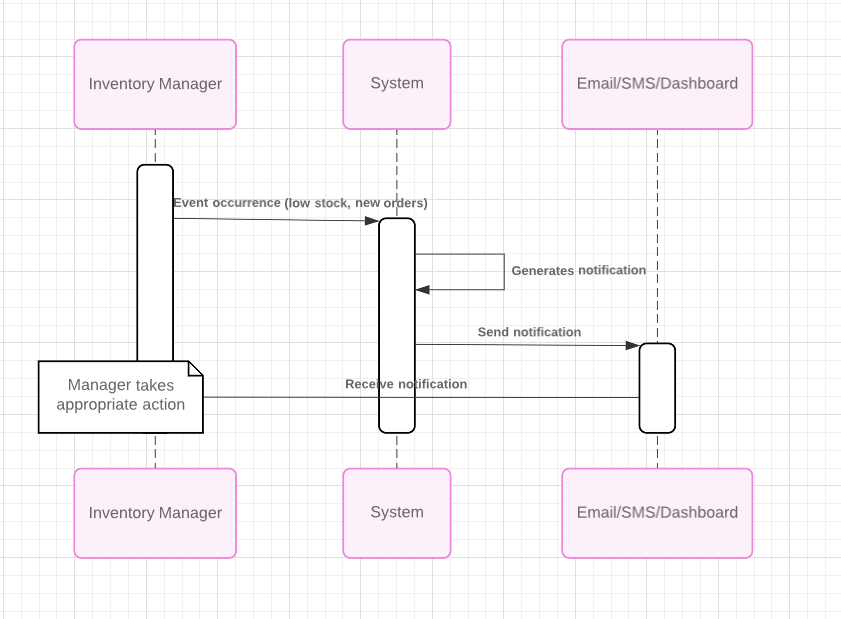 Inventory Manager
System
Email/SMS/Dashboard
Event occurrence (low stock, new orders)
Generates notification
Send notification
Receive notification
Manager takes
appropriate action
Inventory Manager
System
Email/SMS/Dashboard